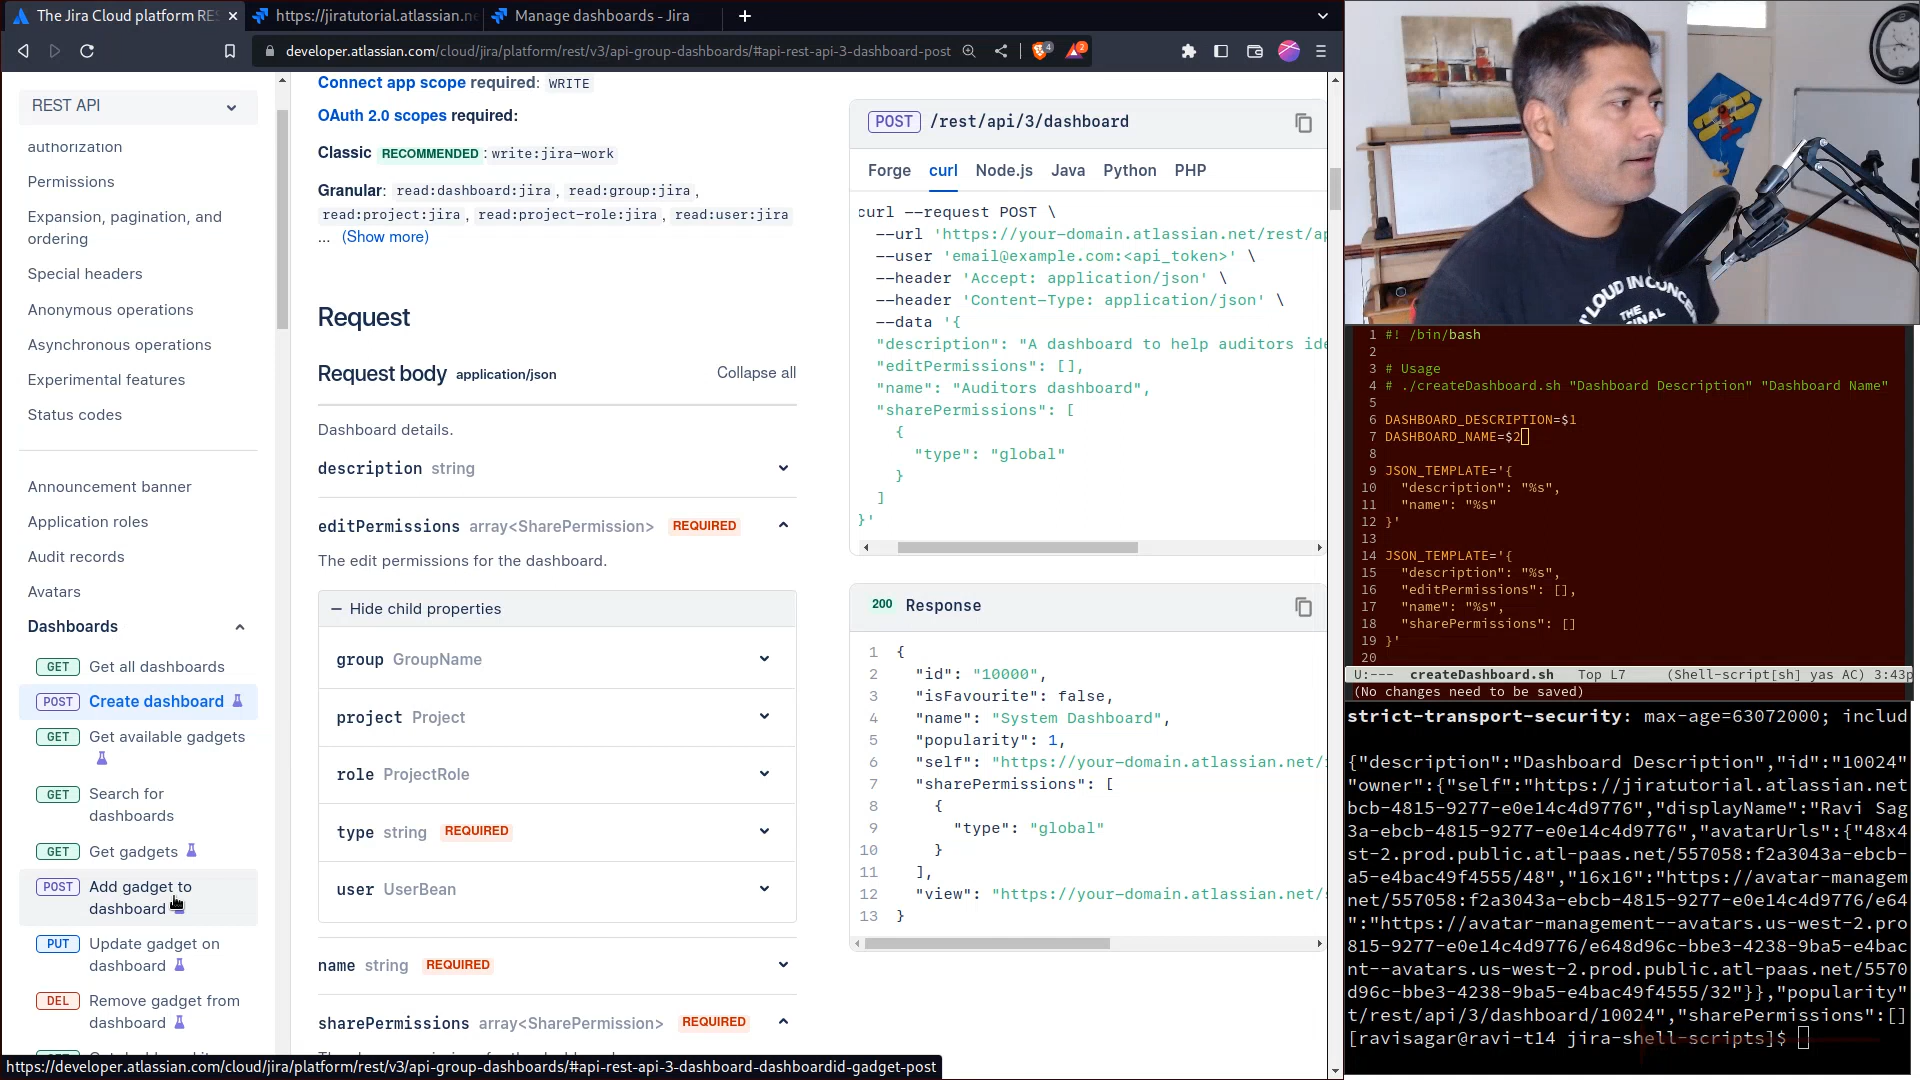 The Jira Cloud platform RES
https://jiratutorial.atlassian.ne
Manage dashboards - Jira
developer.atlassian.com/cloud/jira/platform/rest/v3/api-group-dashboards/#api-rest-api-3-dashboard-post
4
2
REST API
authorization
Permissions
Expansion, pagination, and
ordering
Special headers
Anonymous operations
Asynchronous operations
Experimental features
Status codes
Announcement banner
Application roles
Audit records
Avatars
Dashboards
GET Get all dashboards
POST Create dashboard
GET Get available gadgets
GET Search for
dashboards
GET Get gadgets
POST Add gadget to
dashboard
PUT Update gadget on
dashboard
DEL Remove gadget from
dashboard
https://developer.atlassian.com/cloud/jira/platform/rest/v3/api-group-dashboards/#api-rest-api-3-dashboard-dashboardid-gadget-post
Connect app scope required: WRITE
OAuth 2.0 scopes required:
Classic RECOMMENDED : write:jira-work
Granular: read:dashboard:jira , read:group:jira ,
read:project:jira , read:project-role:jira , read:user:jira
... (Show more)
Request
Request body application/json Collapse all
Dashboard details.
description string
editPermissions array<SharePermission> REQUIRED
The edit permissions for the dashboard.
— Hide child properties
group GroupName
project Project
role ProjectRole
type string REQUIRED
user UserBean
name string REQUIRED
sharePermissions array<SharePermission> REQUIRED
POST /rest/api/3/dashboard
Forge curl Node.js Java Python PHP
curl --request POST \
--url 'https://your-domain.atlassian.net/rest/ap
--user 'email@example.com:<api_token>' \
--header 'Accept: application/json' \
--header 'Content-Type: application/json' \
--data '{
"description": "A dashboard to help auditors ide
"editPermissions": [],
"name": "Auditors dashboard",
"sharePermissions": [
{
"type": "global"
}
]
}'
200 Response
1 {
2 "id": "10000",
3 "isFavourite": false,
4 "name": "System Dashboard",
5 "popularity": 1,
6 "self": "https://your-domain.atlassian.net/
7 "sharePermissions": [
8 {
9 "type": "global"
10 }
11 ],
12 "view": "https://your-domain.atlassian.net/
13 }
LOUD IN CONCE
THE
1 #! /bin/bash
2
3 # Usage
4 # ./createDashboard.sh "Dashboard Description" "Dashboard Name"
5
6 DASHBOARD_DESCRIPTION=$1
7 DASHBOARD_NAME=$2
8
9 JSON_TEMPLATE='{
10 "description": "%s",
11 "name": "%s"
12 }'
13
14 JSON_TEMPLATE='{
15 "description": "%s",
16 "editPermissions": [],
17 "name": "%s",
18 "sharePermissions": []
19 }'
20
U:--- createDashboard.sh Top L7 (Shell-script[sh] yas AC) 3:43p
(No changes need to be saved)
strict-transport-security: max-age=63072000; includ
{"description":"Dashboard Description","id":"10024"
"owner":{"self":"https://jiratutorial.atlassian.net
bcb-4815-9277-e0e14c4d9776","displayName":"Ravi Sag
3a-ebcb-4815-9277-e0e14c4d9776","avatarUrls":{"48x4
st-2.prod.public.atl-paas.net/557058:f2a3043a-ebcb-
a5-e4bac49f4555/48","16x16":"https://avatar-managem
net/557058:f2a3043a-ebcb-4815-9277-e0e14c4d9776/e64
":"https://avatar-management--avatars.us-west-2.pro
815-9277-e0e14c4d9776/e648d96c-bbe3-4238-9ba5-e4bac
nt--avatars.us-west-2.prod.public.atl-paas.net/5570
d96c-bbe3-4238-9ba5-e4bac49f4555/32"}},"popularity"
t/rest/api/3/dashboard/10024","sharePermissions":[]
[ravisagar@ravi-t14 jira-shell-scripts]$